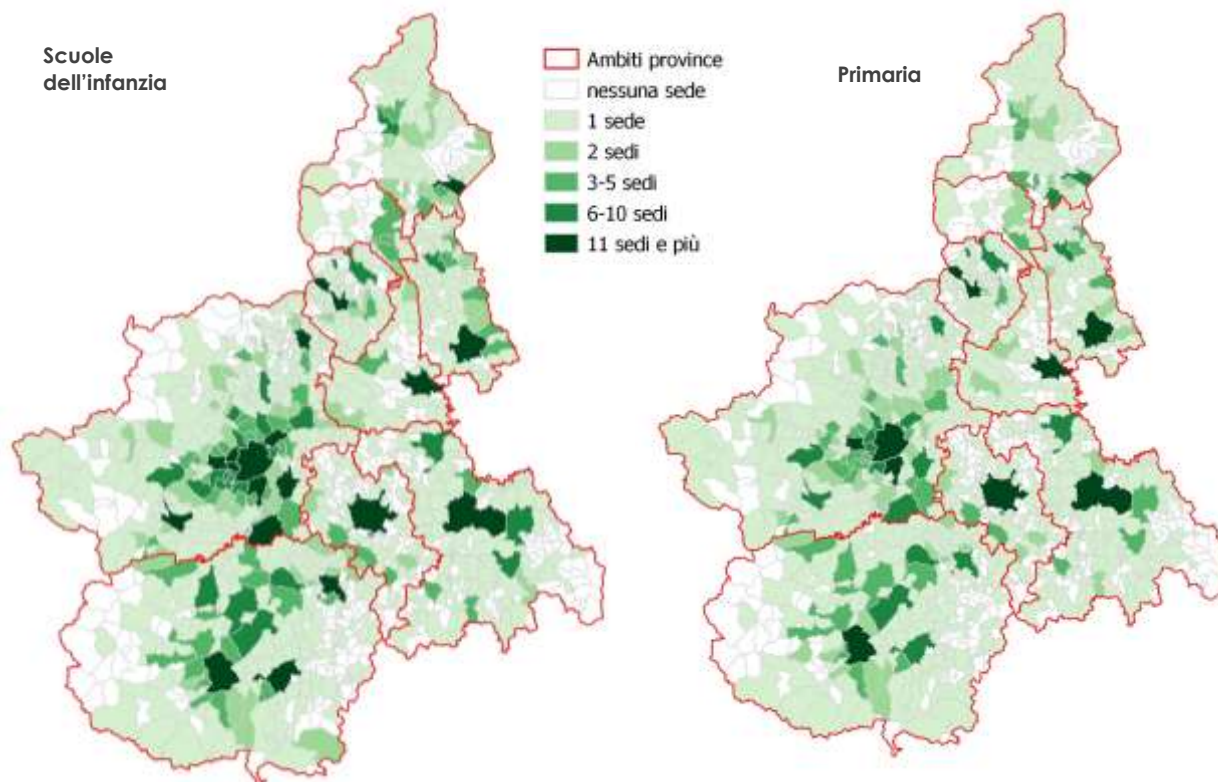 Scuole
dell'infanzia
Ambiti province
nessuna sede
1 sede
2 sedi
3-5 sedi
6-10 sedi
11 sedi e più
Primaria